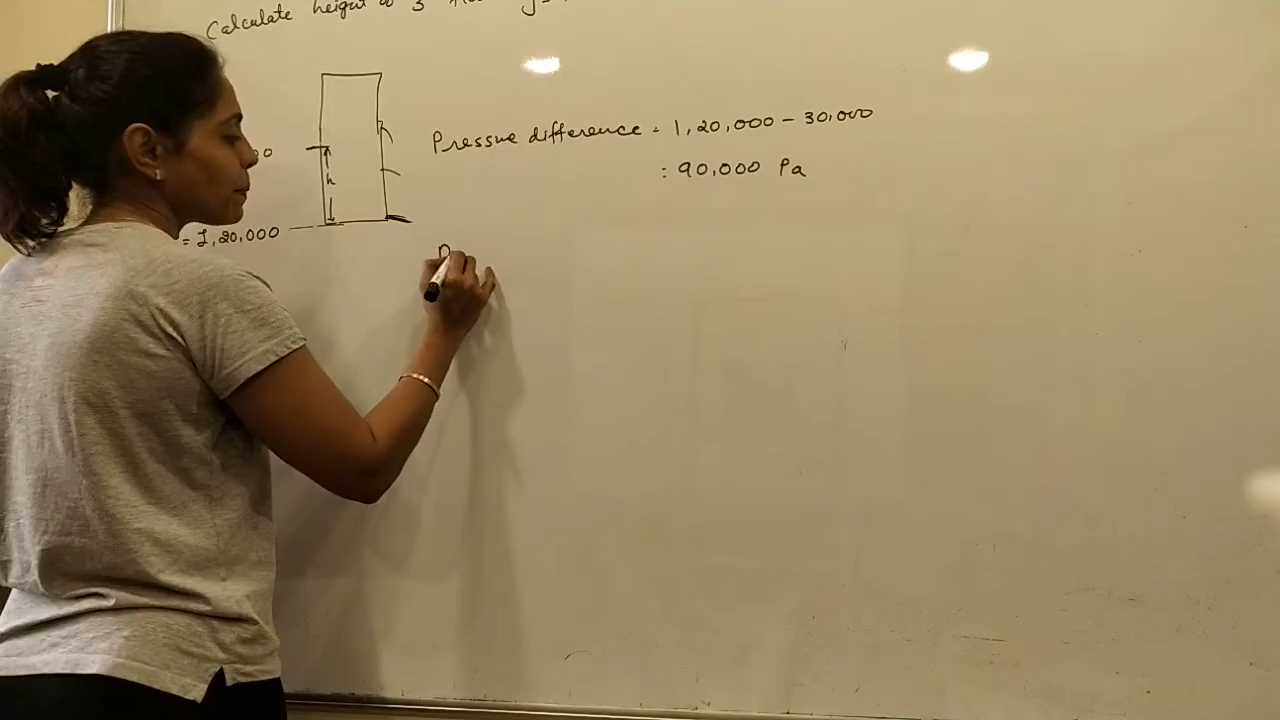 Calculate height of 3
Pressure difference = 1,20,000 - 30,000
h
: 90,000 Pa
= 1,20,000
P